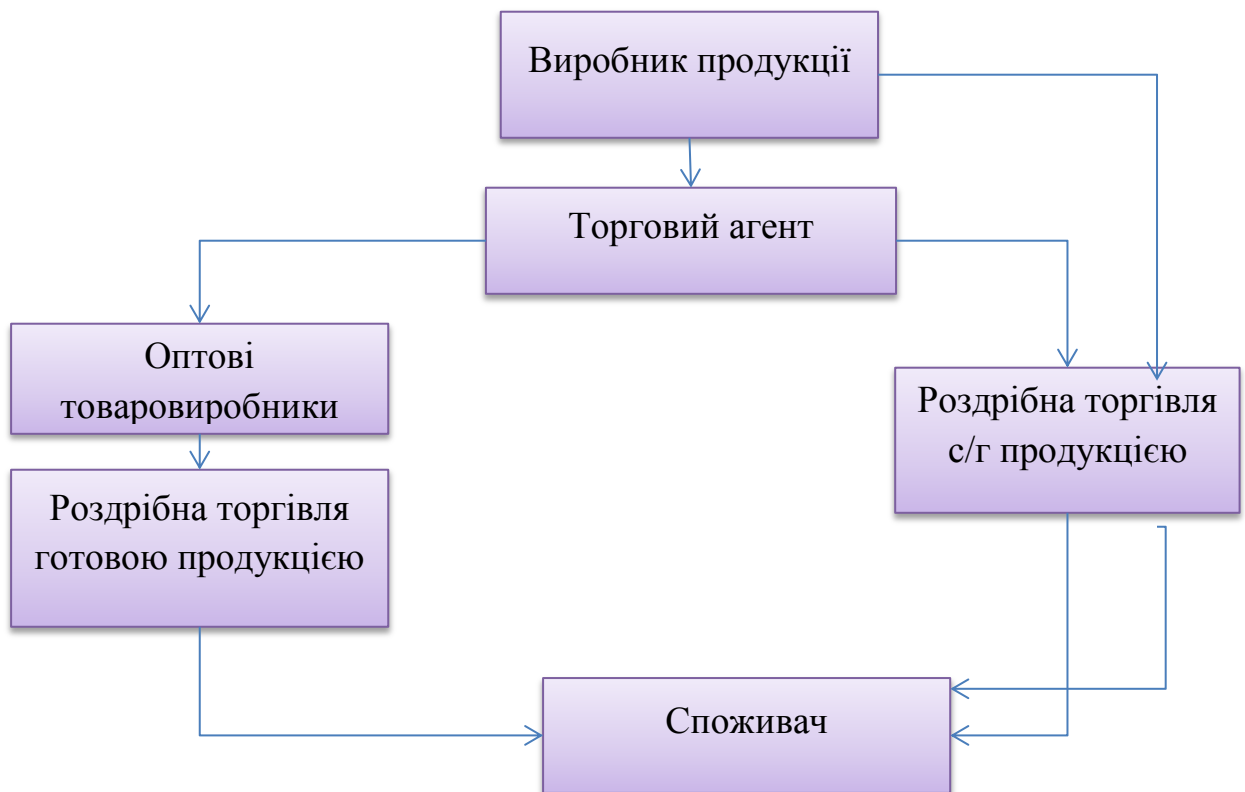 Виробник продукції
Торговий агент
Оптові
товаровиробники
Роздрібна торгівля
с/г продукцією
Роздрібна торгівля
готовою продукцією
Споживач